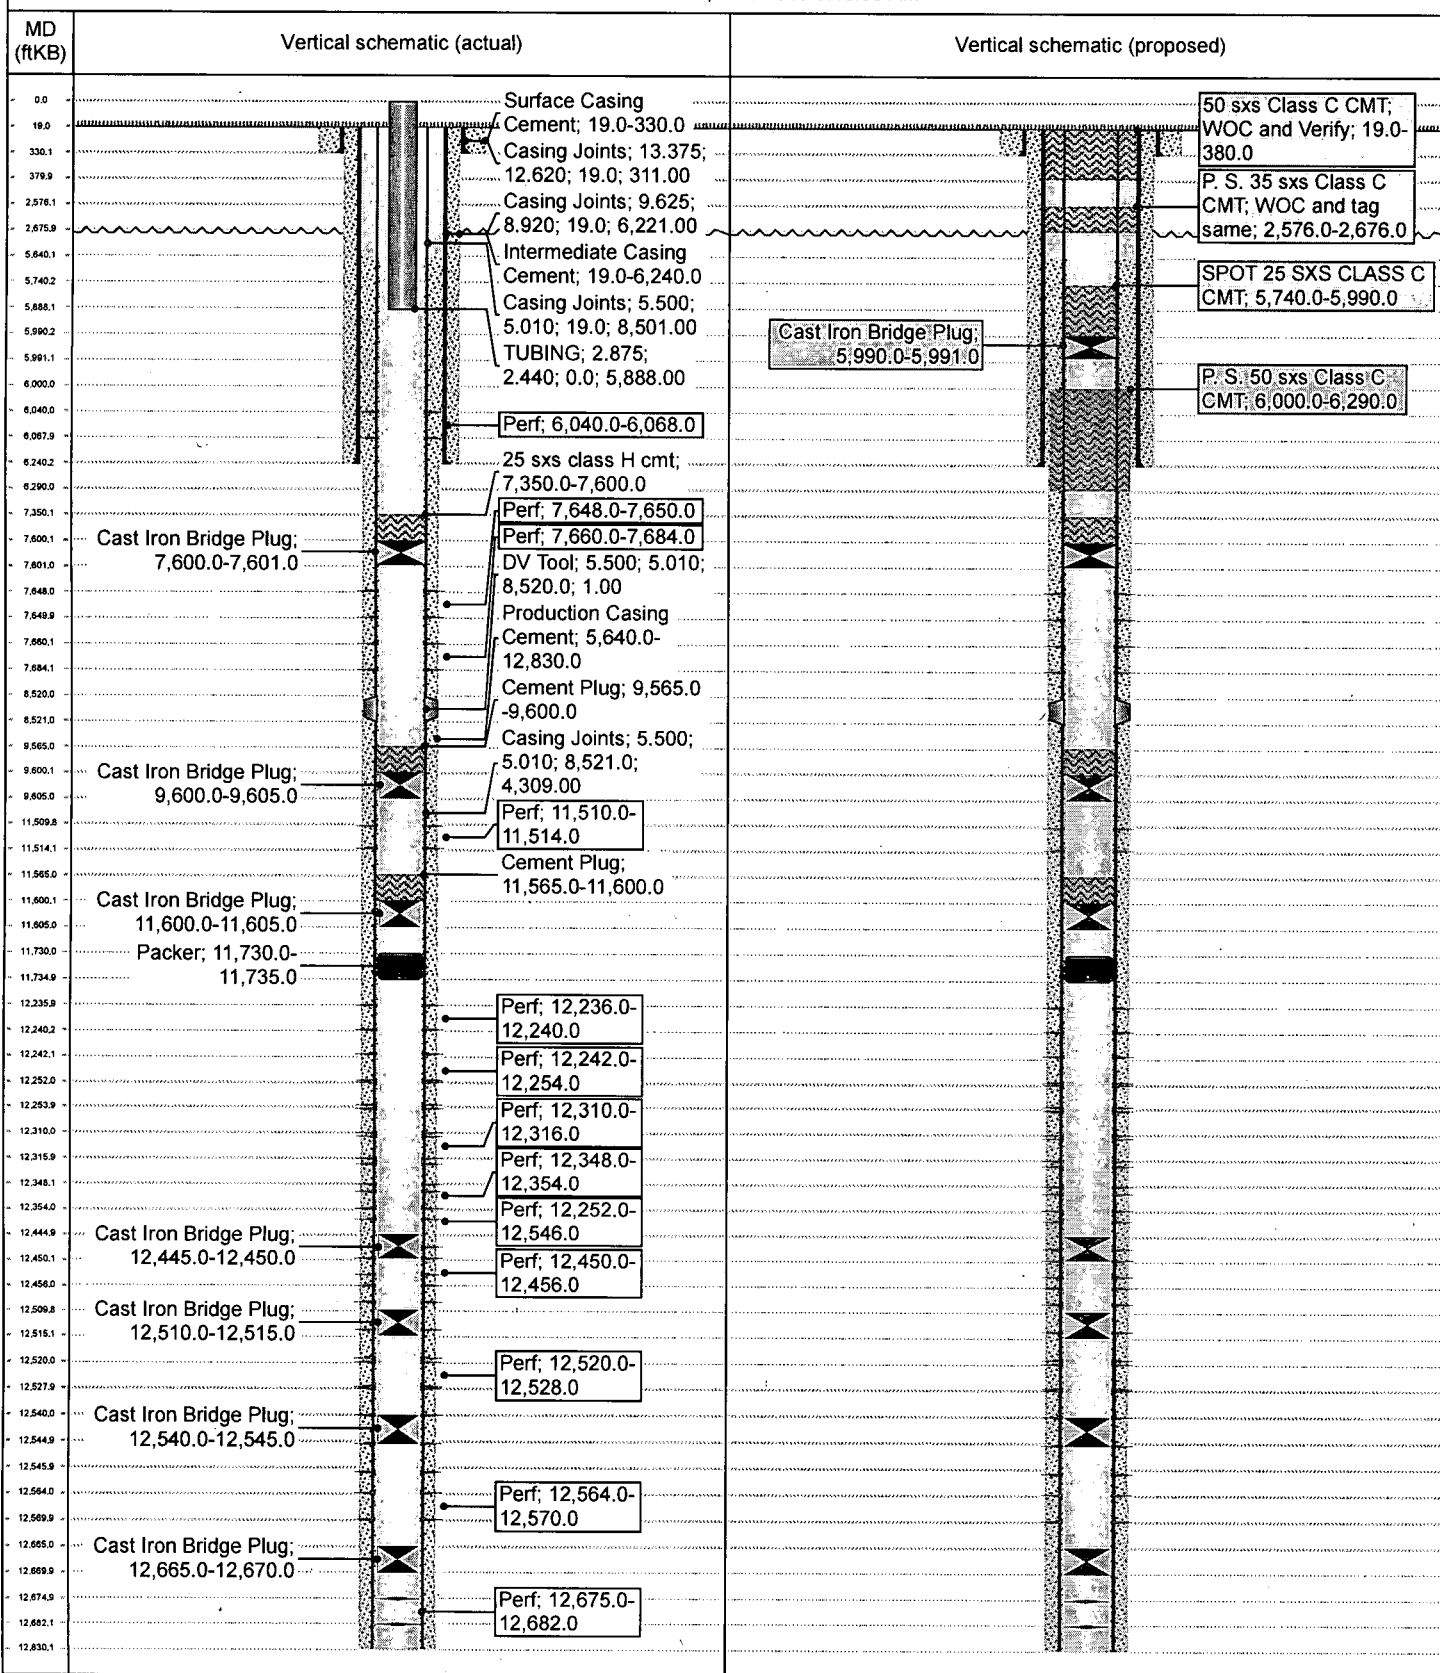 MD
(ftKB)
Vertical schematic (actual)
Vertical schematic (proposed)
0.0
19.0
330.1
379.9
2,576.1
2,675.9
5,640.1
5,740.2
5,888.1
5,990.2
5,991.1
6,000.0
6,040.0
6,067.9
6,240.2
6,290.0
7,350.1
7,600.1
7,601.0
7,648.0
7,649.9
7,660.1
7,684.1
8,520.0
8,521.0
9,565.0
9,600.1
9,605.0
11,509.8
11,514.1
11,565.0
11,600.1
11,605.0
11,730.0
11,734.9
12,235.9
12,240.2
12,242.1
12,252.0
12,253.9
12,310.0
12,315.9
12,348.1
12,354.0
12,444.9
12,450.1
12,456.0
12,509.8
12,515.1
12,520.0
12,527.9
12,540.0
12,544.9
12,545.9
12,564.0
12,569.9
12,665.0
12,669.9
12,674.9
12,682.1
12,830.1
Cast Iron Bridge Plug;
7,600.0-7,601.0
Cast Iron Bridge Plug;
9,600.0-9,605.0
Cast Iron Bridge Plug;
11,600.0-11,605.0
Packer; 11,730.0-
11,735.0
Cast Iron Bridge Plug;
12,445.0-12,450.0
Cast Iron Bridge Plug;
12,510.0-12,515.0
Cast Iron Bridge Plug;
12,540.0-12,545.0
Cast Iron Bridge Plug;
12,665.0-12,670.0
Surface Casing
Cement; 19.0-330.0
Casing Joints; 13.375;
12.620; 19.0; 311.00
Casing Joints; 9.625;
8.920; 19.0; 6,221.00
Intermediate Casing
Cement; 19.0-6,240.0
Casing Joints; 5.500;
5.010; 19.0; 8,501.00
TUBING; 2.875;
2.440; 0.0; 5,888.00
Perf; 6,040.0-6,068.0
25 sxs class H cmt;
7,350.0-7,600.0
Perf; 7,648.0-7,650.0
Perf; 7,660.0-7,684.0
DV Tool; 5.500; 5.010;
8,520.0; 1.00
Production Casing
Cement; 5,640.0-
12,830.0
Cement Plug; 9,565.0
-9,600.0
Casing Joints; 5.500;
5.010; 8,521.0;
4,309.00
Perf; 11,510.0-
11,514.0
Cement Plug;
11,565.0-11,600.0
Perf; 12,236.0-
12,240.0
Perf; 12,242.0-
12,254.0
Perf; 12,310.0-
12,316.0
Perf; 12,348.0-
12,354.0
Perf; 12,252.0-
12,546.0
Perf; 12,450.0-
12,456.0
Perf; 12,520.0-
12,528.0
Perf; 12,564.0-
12,570.0
Perf; 12,675.0-
12,682.0
50 sxs Class C CMT;
WOC and Verify; 19.0-
380.0
P. S. 35 sxs Class C
CMT; WOC and tag
same; 2,576.0-2,676.0
SPOT 25 SXS CLASS C
CMT; 5,740.0-5,990.0
Cast Iron Bridge Plug;
5,990.0-5,991.0
P. S. 50 sxs Class C
CMT; 6,000.0-6,290.0